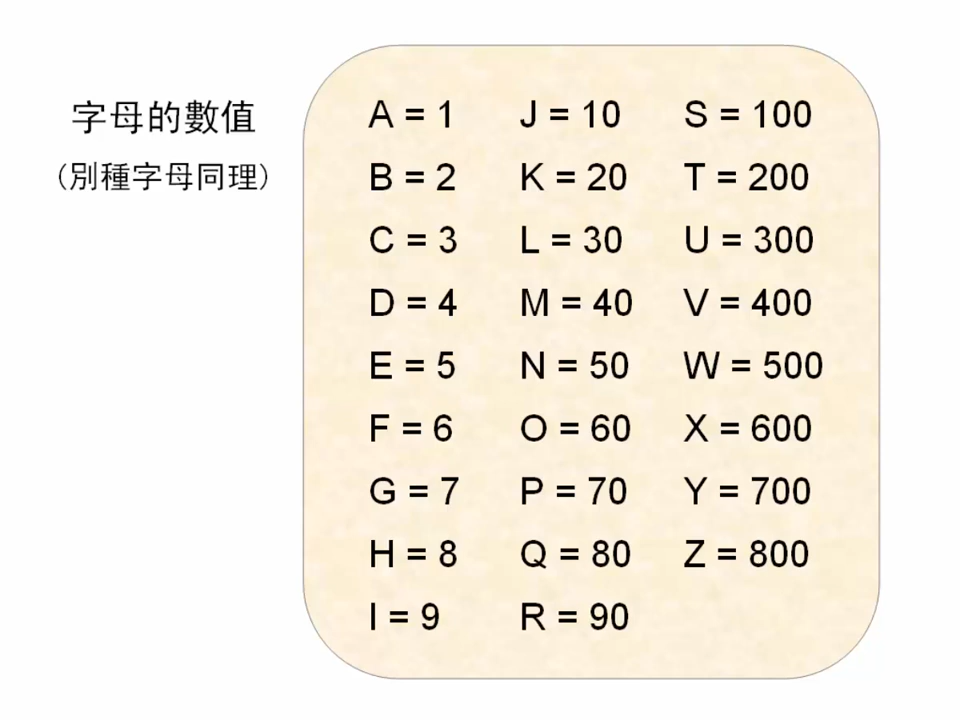 字母的數值
(別種字母同理)
A = 1
B = 2
C = 3
D = 4
E = 5
F = 6
G = 7
H = 8
I = 9
J = 10
K = 20
L = 30
M = 40
N = 50
O = 60
P = 70
Q = 80
R = 90
S = 100
T = 200
U = 300
V = 400
W = 500
X = 600
Y = 700
Z = 800